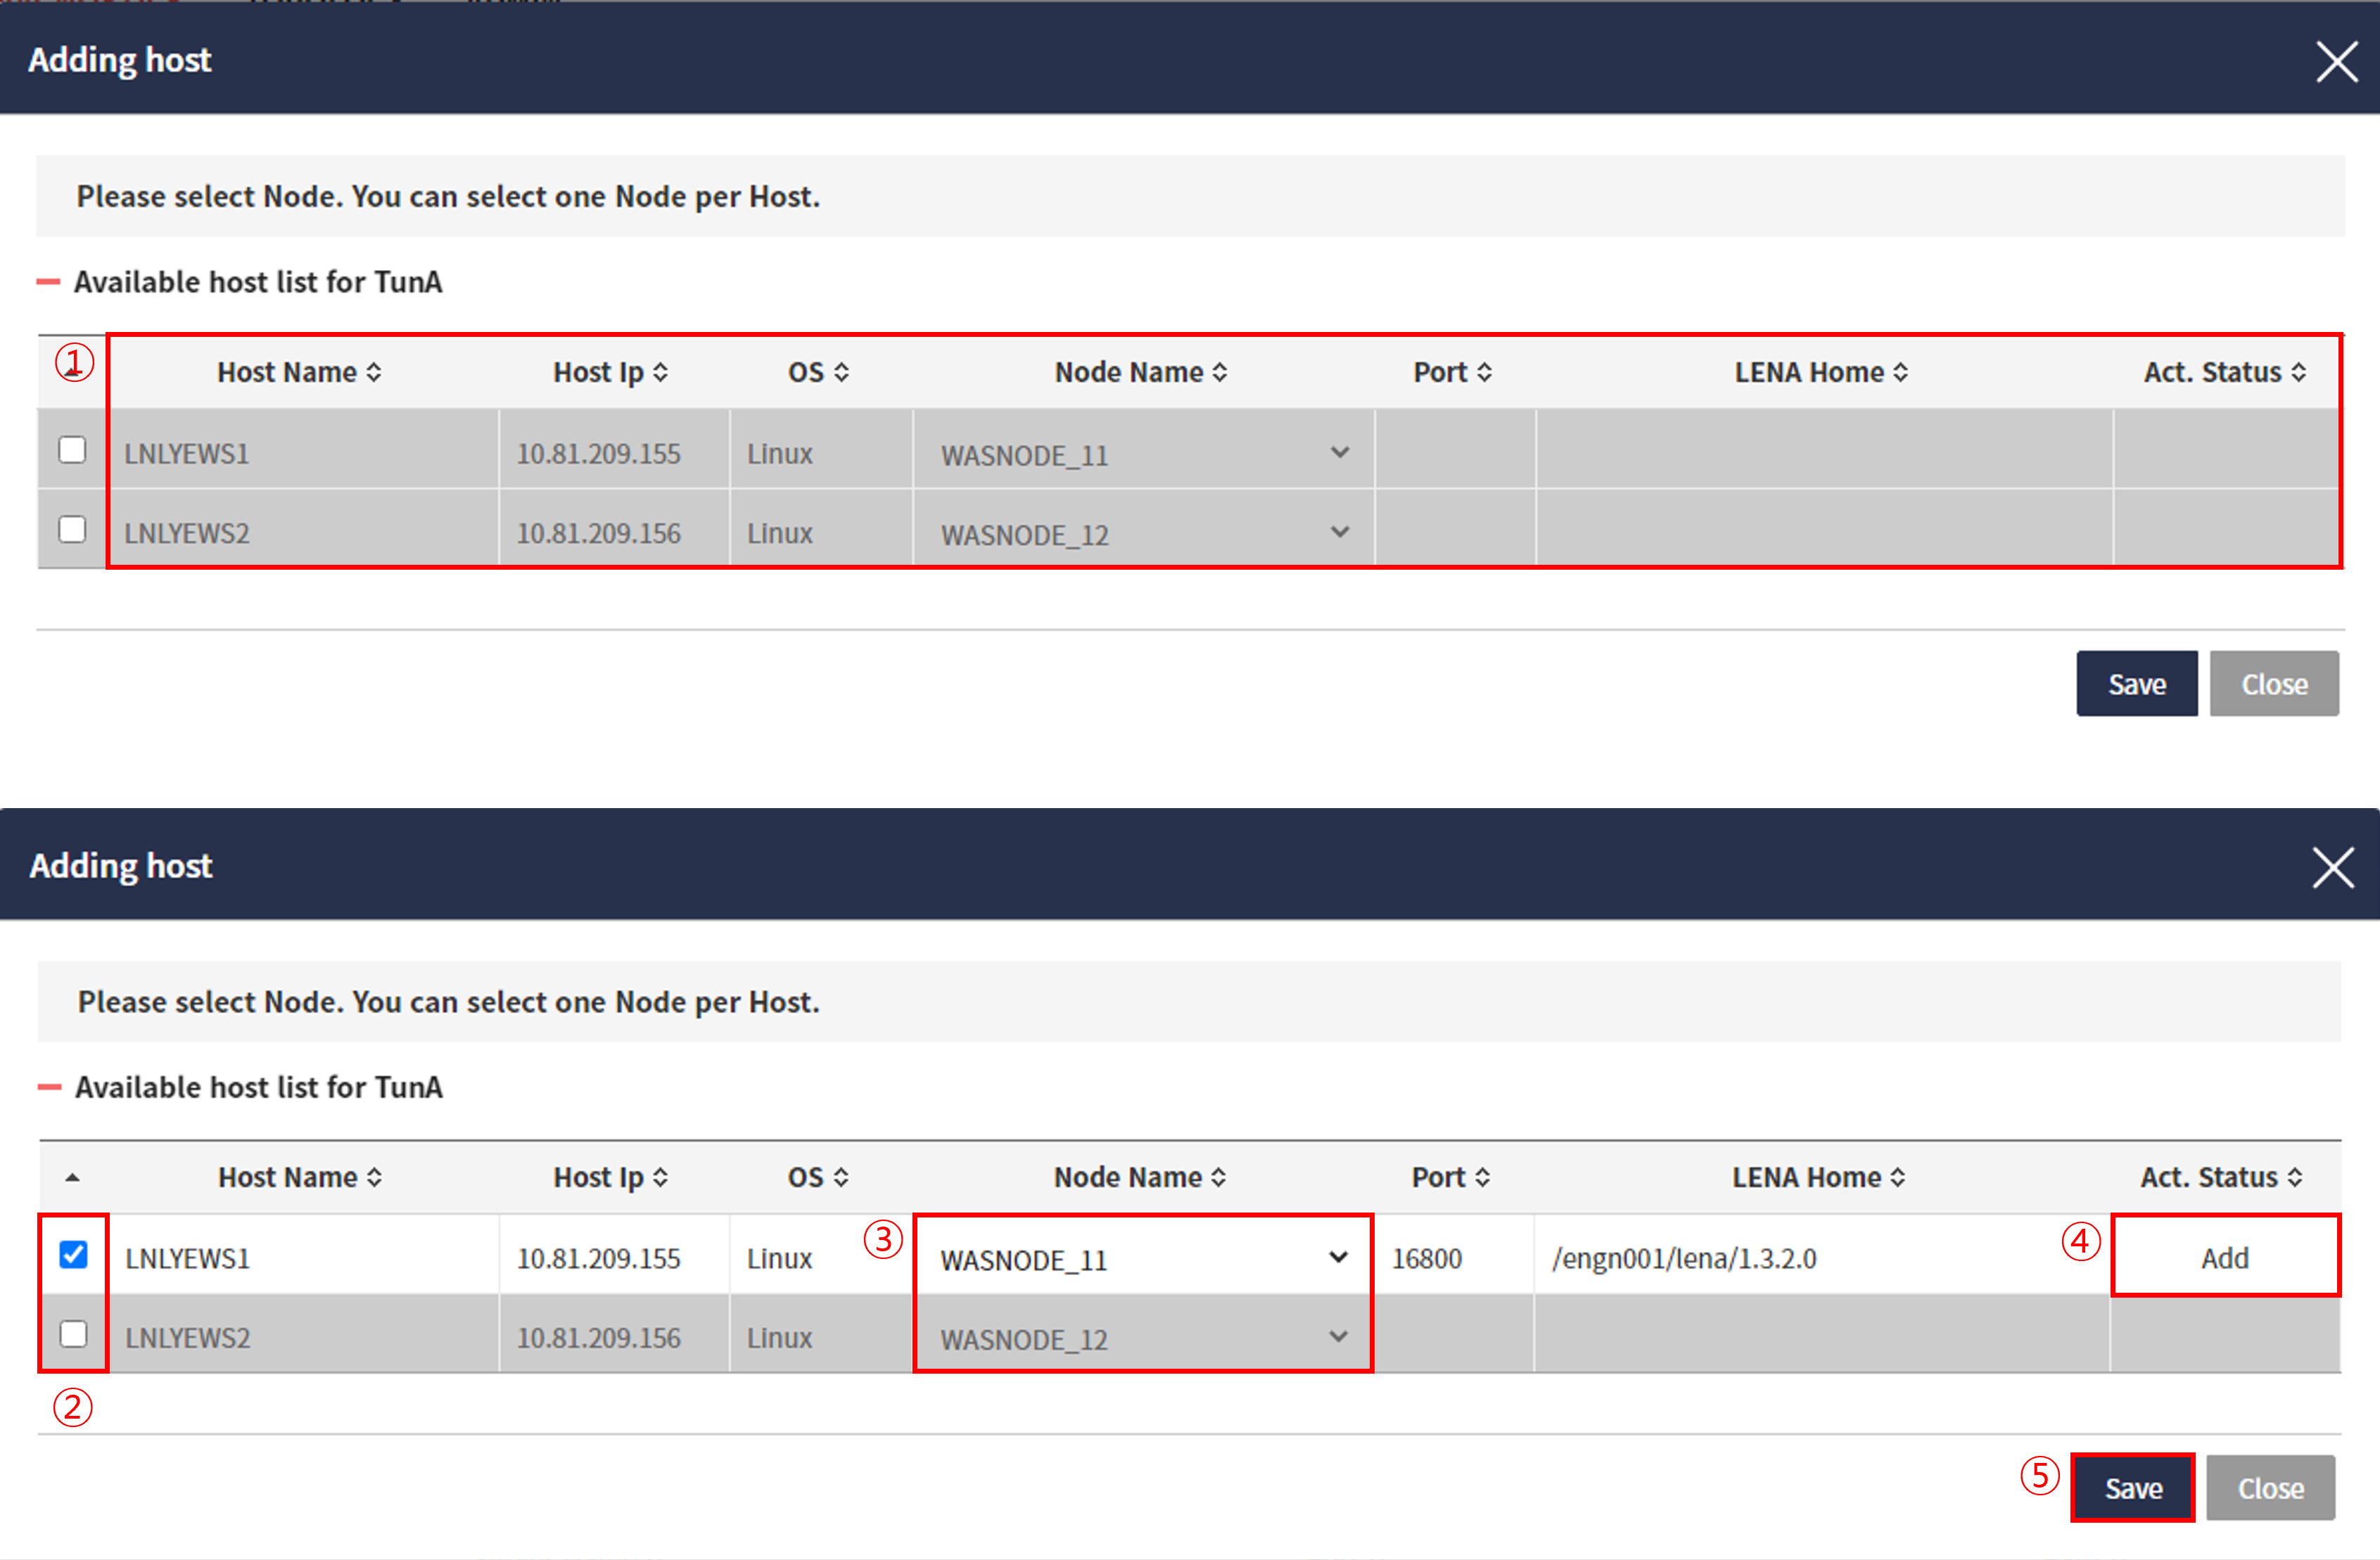 Adding host
Please select Node. You can select one Node per Host.
Available host list for TunA
① Host Name Host Ip OS Node Name Port LENA Home Act. Status
LNLYEWS1 10.81.209.155 Linux WASNODE_11
LNLYEWS2 10.81.209.156 Linux WASNODE_12
Save Close
Adding host
Please select Node. You can select one Node per Host.
Available host list for TunA
Host Name Host Ip OS Node Name Port LENA Home Act. Status
LNLYEWS1 10.81.209.155 Linux ③ WASNODE_11 16800 /engn001/lena/1.3.2.0 ④ Add
LNLYEWS2 10.81.209.156 Linux WASNODE_12
②
⑤ Save Close